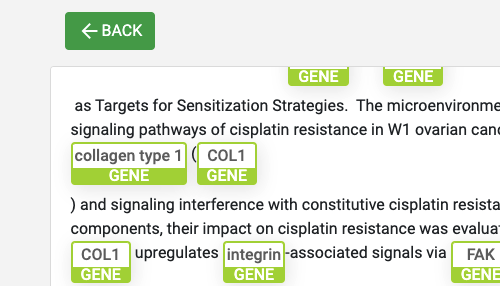 BACK
GENE GENE
as Targets for Sensitization Strategies. The microenvironme
signaling pathways of cisplatin resistance in W1 ovarian canc
collagen type 1 ( COL1
GENE GENE
) and signaling interference with constitutive cisplatin resista
components, their impact on cisplatin resistance was evaluat
COL1 upregulates integrin-associated signals via FAK
GENE GENE GENE